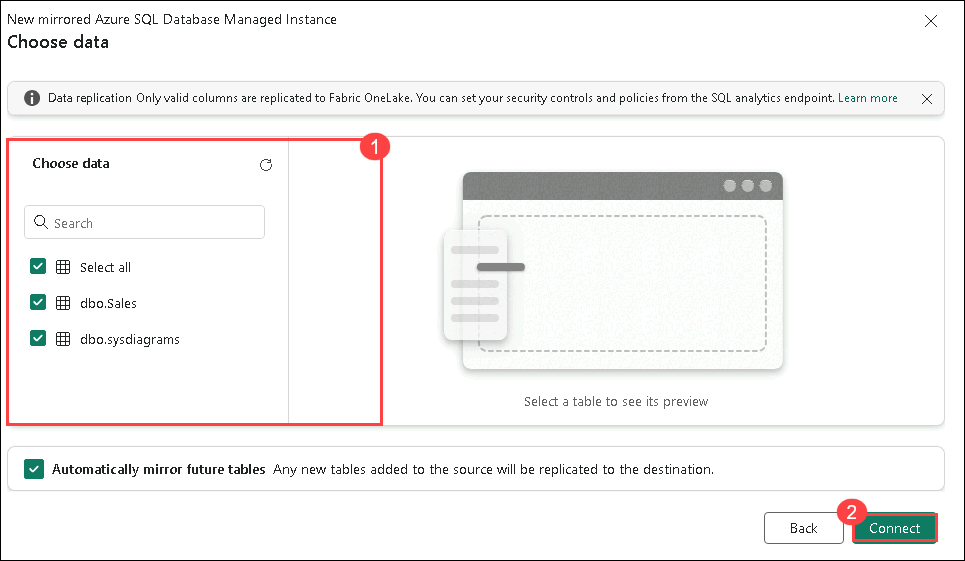 New mirrored Azure SQL Database Managed Instance
Choose data
Data replication Only valid columns are replicated to Fabric OneLake. You can set your security controls and policies from the SQL analytics endpoint. Learn more
1
Choose data
Search
Select all
dbo.Sales
dbo.sysdiagrams
Select a table to see its preview
Automatically mirror future tables Any new tables added to the source will be replicated to the destination.
2
Back Connect